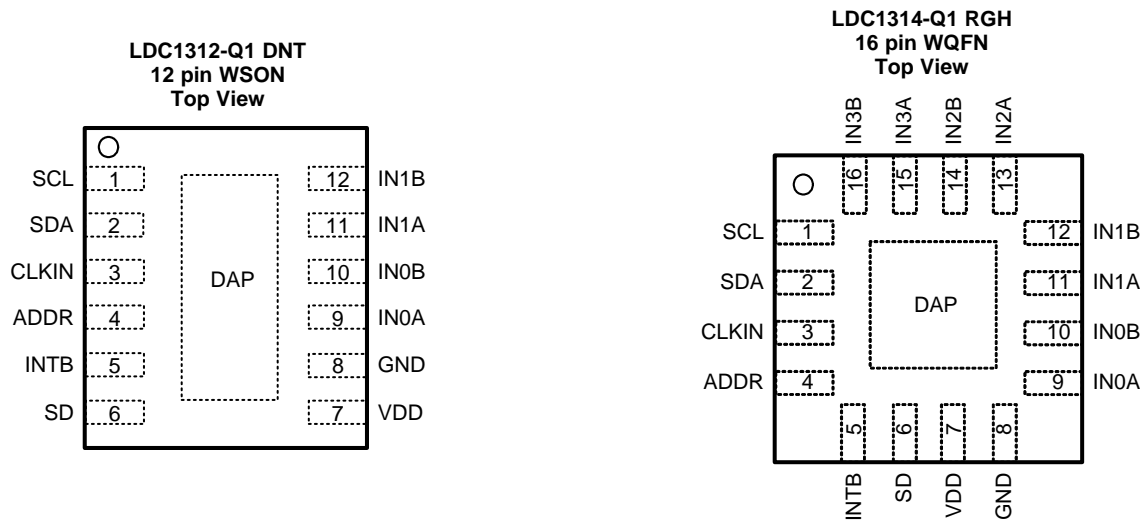 LDC1312-Q1 DNT
12 pin WSON
Top View
SCL 1 12 IN1B
SDA 2 11 IN1A
CLKIN 3 DAP 10 IN0B
ADDR 4 9 IN0A
INTB 5 8 GND
SD 6 7 VDD
LDC1314-Q1 RGH
16 pin WQFN
Top View
IN3B IN3A IN2B IN2A
16 15 14 13
SCL 1 12 IN1B
SDA 2 11 IN1A
DAP
CLKIN 3 10 IN0B
ADDR 4 9 IN0A
5 6 7 8
INTB SD VDD GND